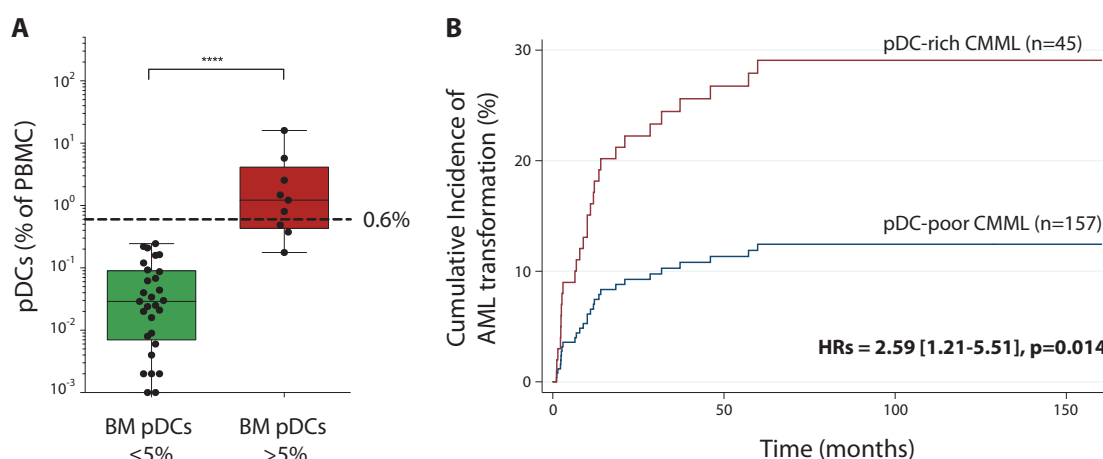 A
pDCs (% of PBMC)
10²
10¹
10⁰
10⁻¹
10⁻²
10⁻³
****
0.6%
BM pDCs
≤5%
BM pDCs
>5%
B
Cumulative Incidence of
AML transformation (%)
30
20
10
0
pDC-rich CMML (n=45)
pDC-poor CMML (n=157)
HRs = 2.59 [1.21-5.51], p=0.014
0
50
100
150
Time (months)